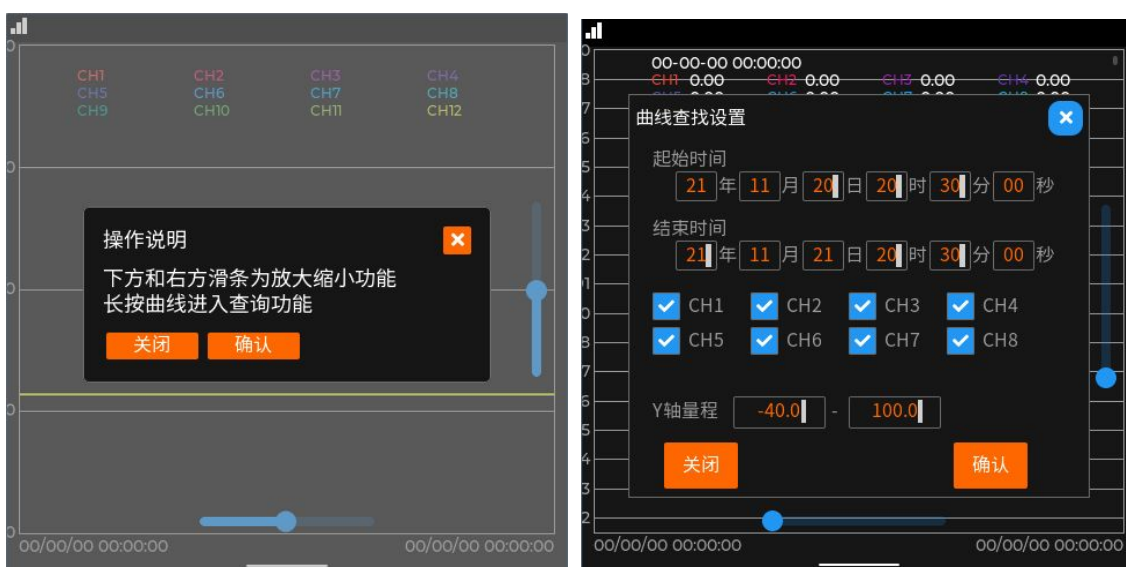 CH1 CH2 CH3 CH4
CH5 CH6 CH7 CH8
CH9 CH10 CH11 CH12
操作说明
下方和右方滑条为放大缩小功能
长按曲线进入查询功能
关闭 确认
00/00/00 00:00:00 00/00/00 00:00:00
00-00-00 00:00:00
CH1 0.00 CH2 0.00 CH3 0.00 CH4 0.00
曲线查找设置
起始时间
21 年 11 月 20 日 20 时 30 分 00 秒
结束时间
21 年 11 月 21 日 20 时 30 分 00 秒
CH1 CH2 CH3 CH4
CH5 CH6 CH7 CH8
Y轴量程 -40.0 - 100.0
关闭 确认
00/00/00 00:00:00 00/00/00 00:00:00